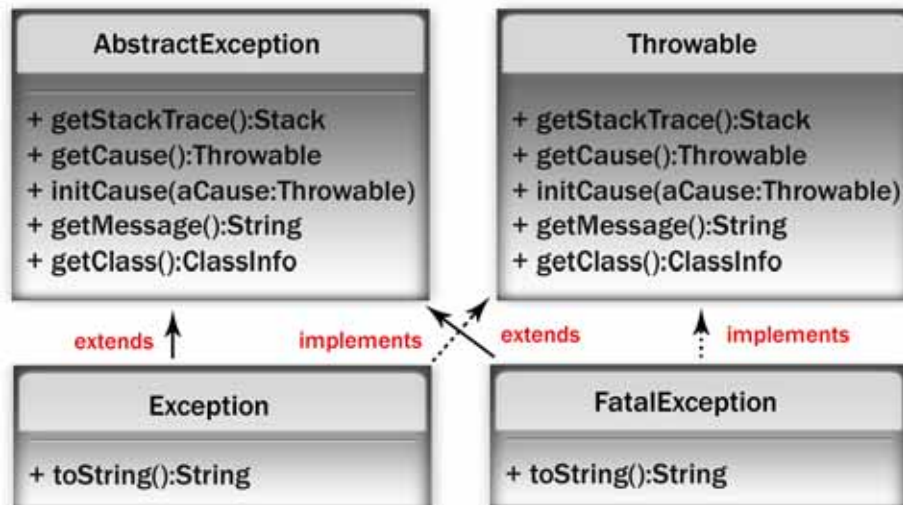 AbstractException
+ getStackTrace():Stack
+ getCause():Throwable
+ initCause(aCause:Throwable)
+ getMessage():String
+ getClass():ClassInfo
Throwable
+ getStackTrace():Stack
+ getCause():Throwable
+ initCause(aCause:Throwable)
+ getMessage():String
+ getClass():ClassInfo
extends
implements
extends
implements
Exception
+ toString():String
FatalException
+ toString():String